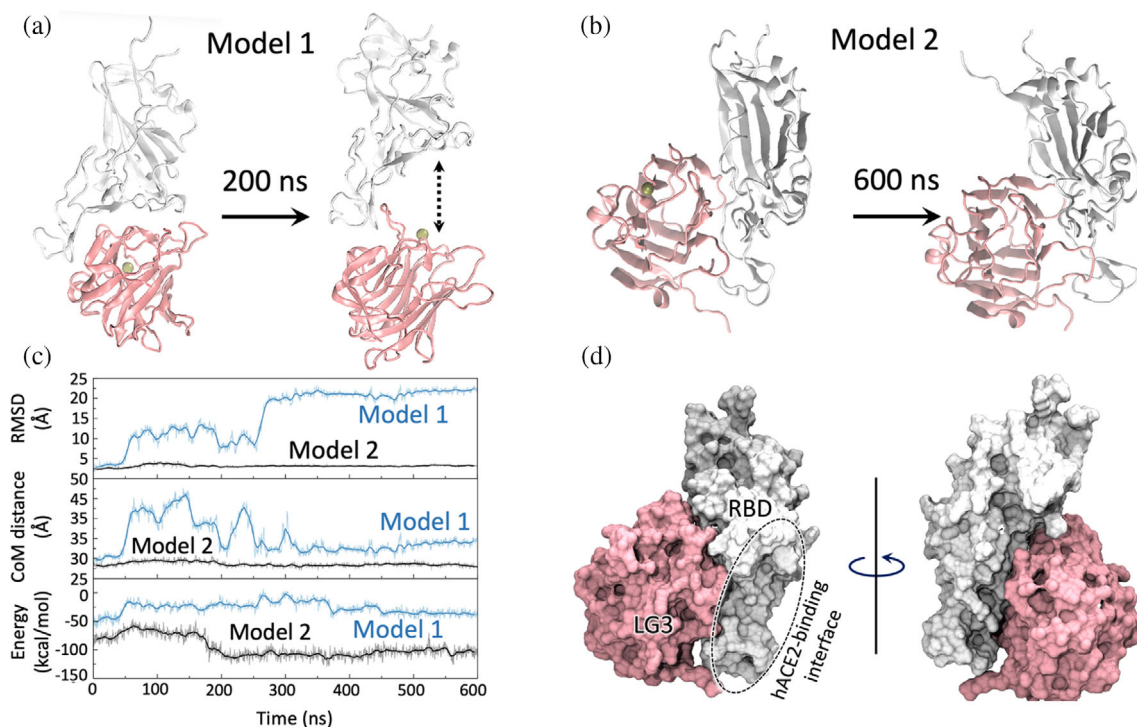 (a)
Model 1
200 ns
(b)
Model 2
600 ns
(c)
RMSD
(Å)
25
20
15
10
5
Model 1
Model 2
CoM distance
(Å)
50
45
35
35
30
25
Model 2
Model 1
Energy
(kcal/mol)
0
-50
-100
-150
Model 2
Model 1
0
100
200
300
400
500
600
Time (ns)
(d)
RBD
LG3
hACE2-binding
interface